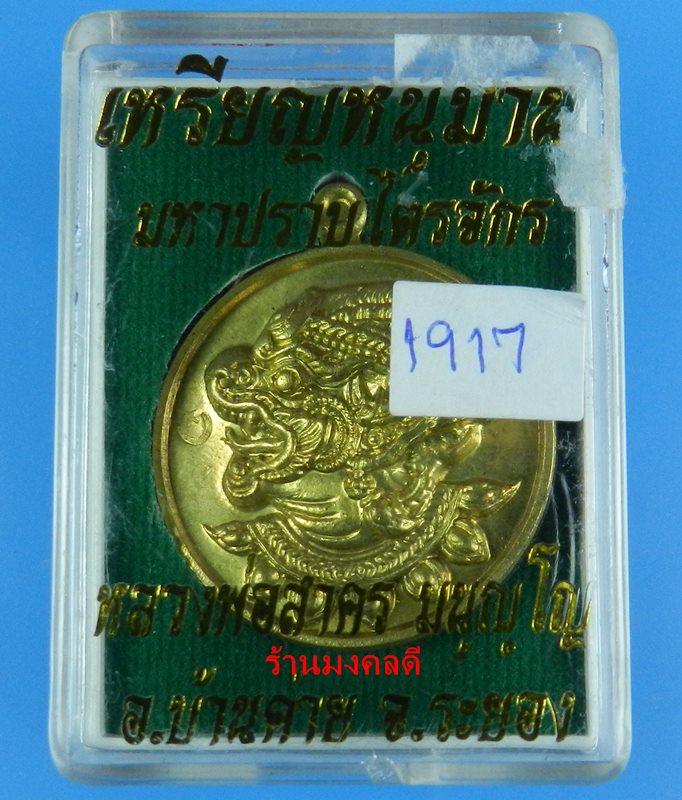 เหรียญหนุมาน
มหาปราบไตรจักร
1917
หลวงพ่อสาคร มนุญฺโญ
ร้านมงคลดี
อ.บ้านค่าย จ.ระยอง